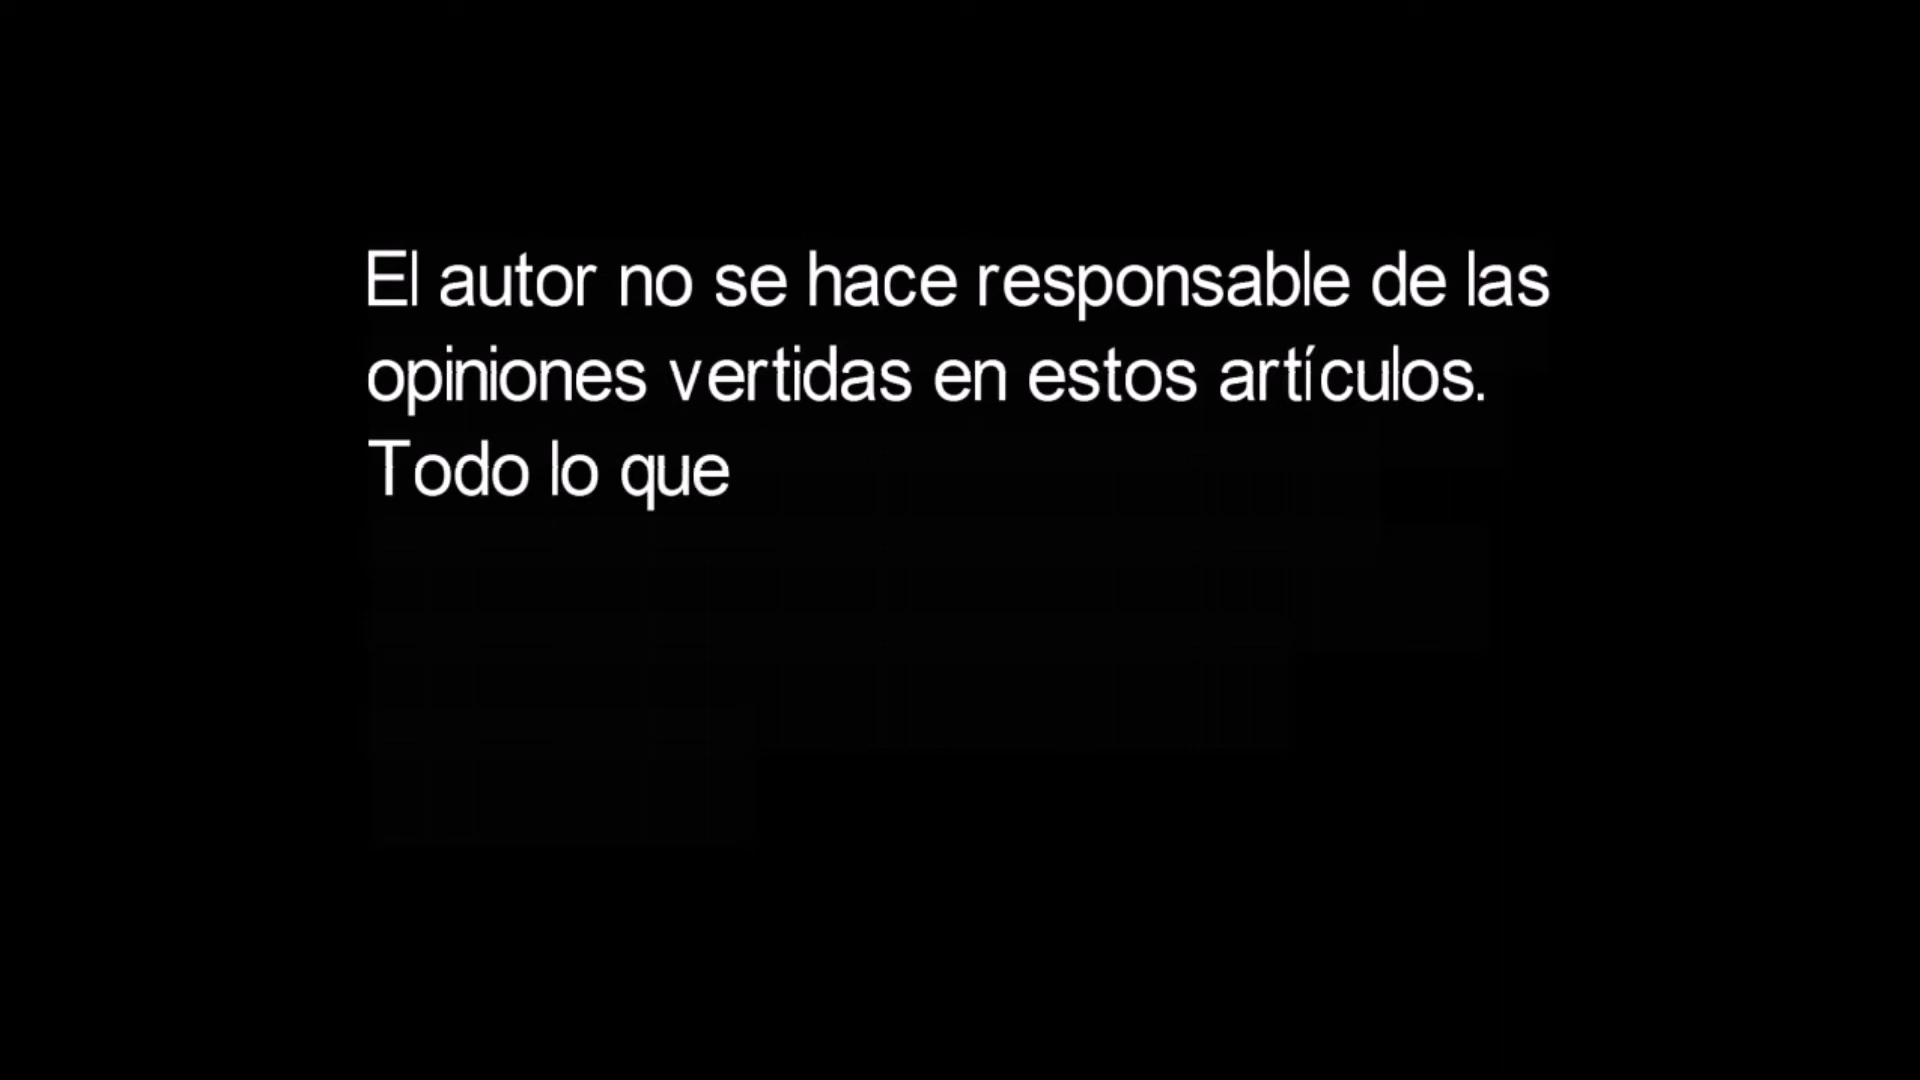 El autor no se hace responsable de las
opiniones vertidas en estos artículos.
Todo lo que